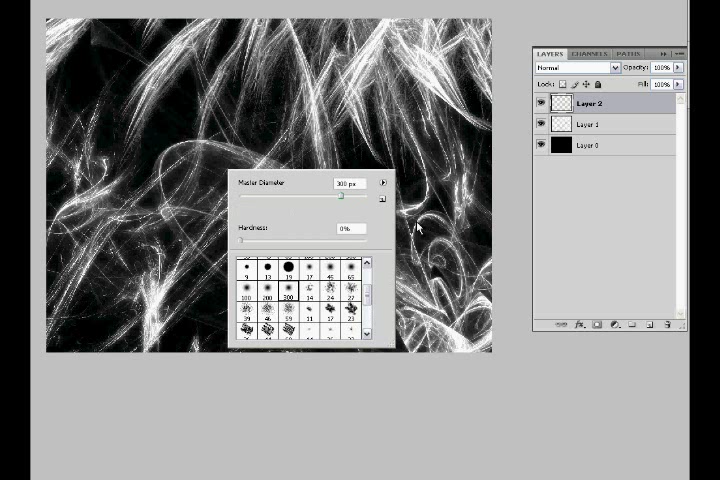 LAYERS CHANNELS PATHS
Normal Opacity: 100%
Lock: Fill: 100%
Layer 2
Layer 1
Layer 0
Master Diameter 300 px
Hardness: 0%
9 13 19 17 45 65
100 200 300 14 24 27
39 46 59 11 17 23